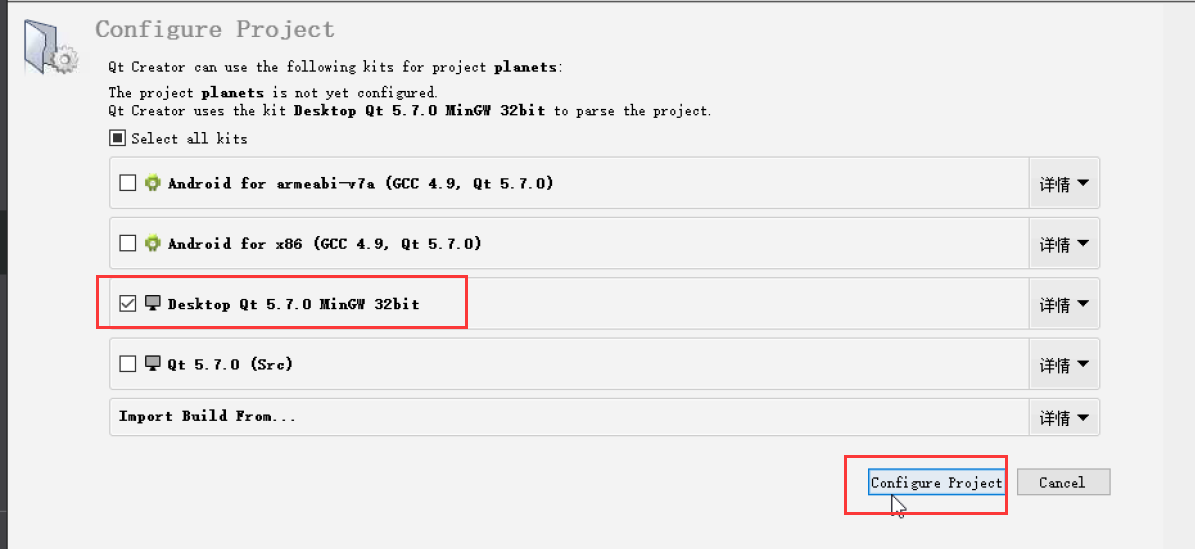 Configure Project
Qt Creator can use the following kits for project planets:
The project planets is not yet configured.
Qt Creator uses the kit Desktop Qt 5.7.0 MinGW 32bit to parse the project.
Select all kits
Android for armeabi-v7a (GCC 4.9, Qt 5.7.0) 详情
Android for x86 (GCC 4.9, Qt 5.7.0) 详情
Desktop Qt 5.7.0 MinGW 32bit 详情
Qt 5.7.0 (Src) 详情
Import Build From... 详情
Configure Project Cancel